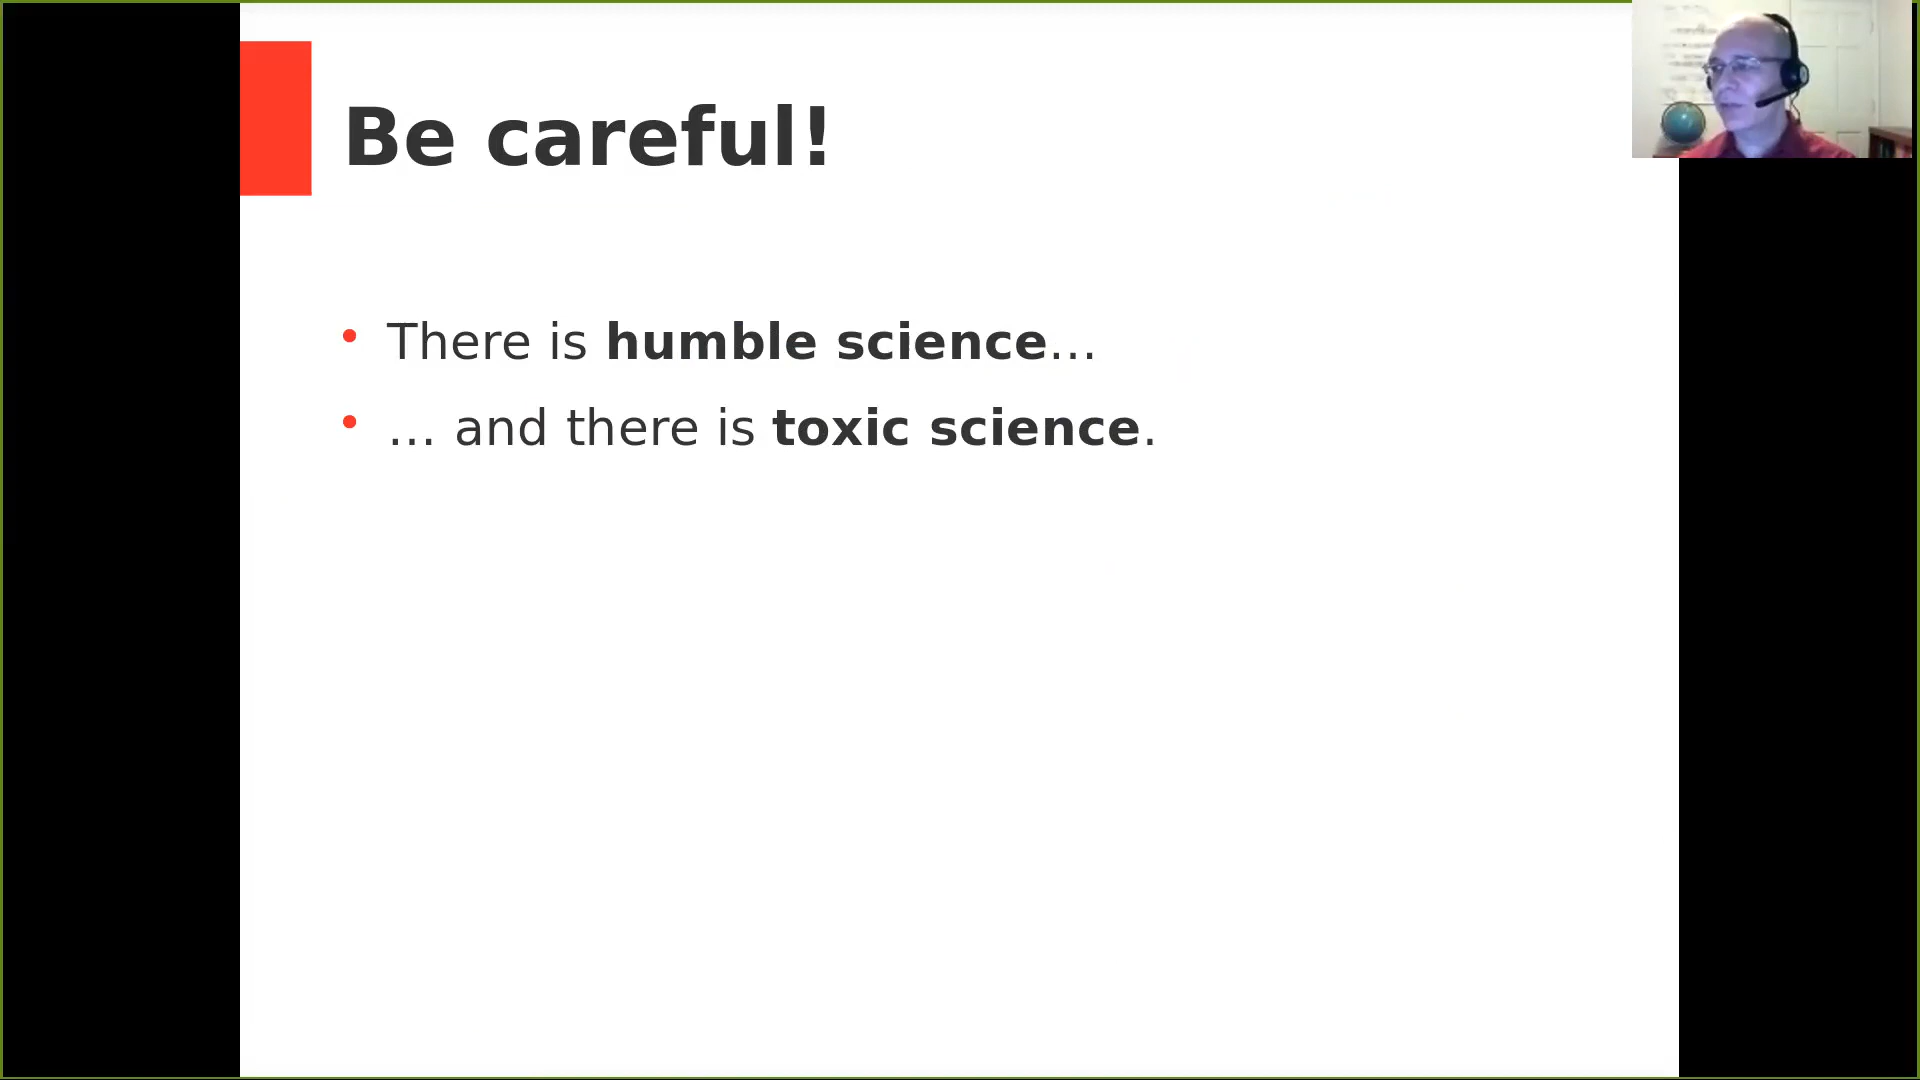 Be careful!
• There is humble science...
• ... and there is toxic science.